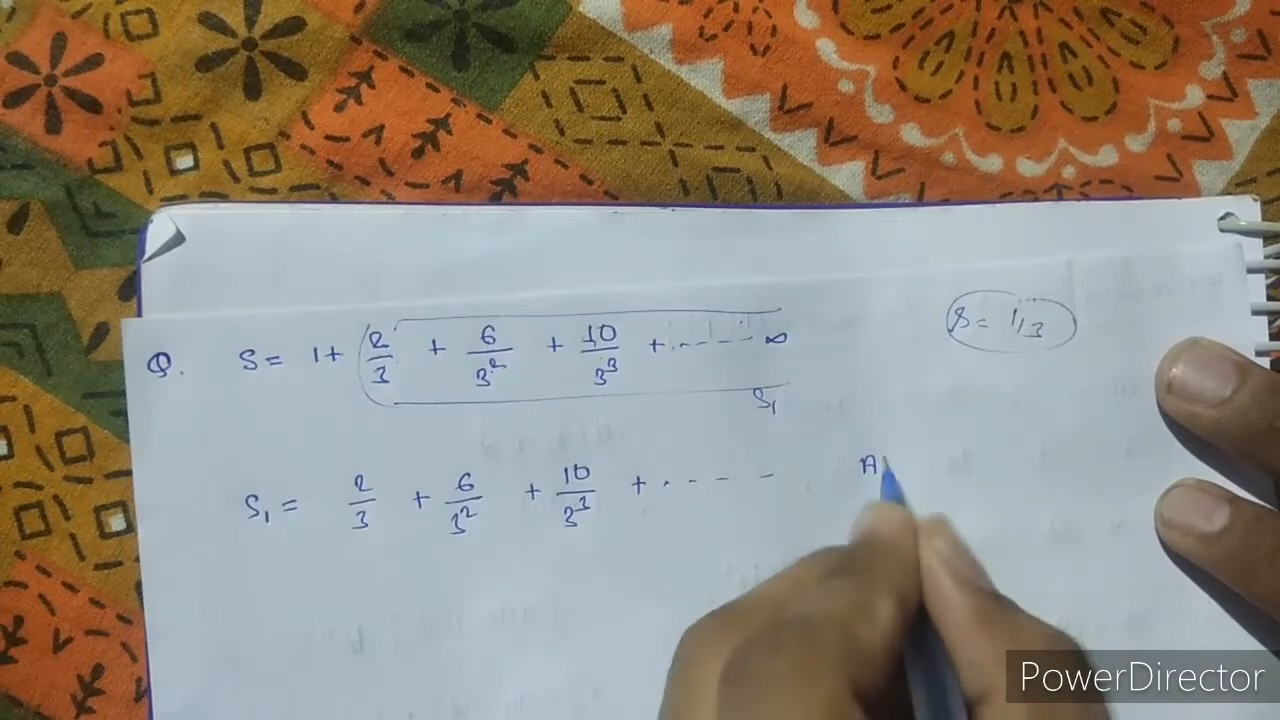 Q. S = 1 + 2/3 + 6/3² + 10/3³ + ....--- ∞
S₁
r = 1/3
S₁ = 2/3 + 6/3² + 10/3³ + ....---
A
PowerDirector